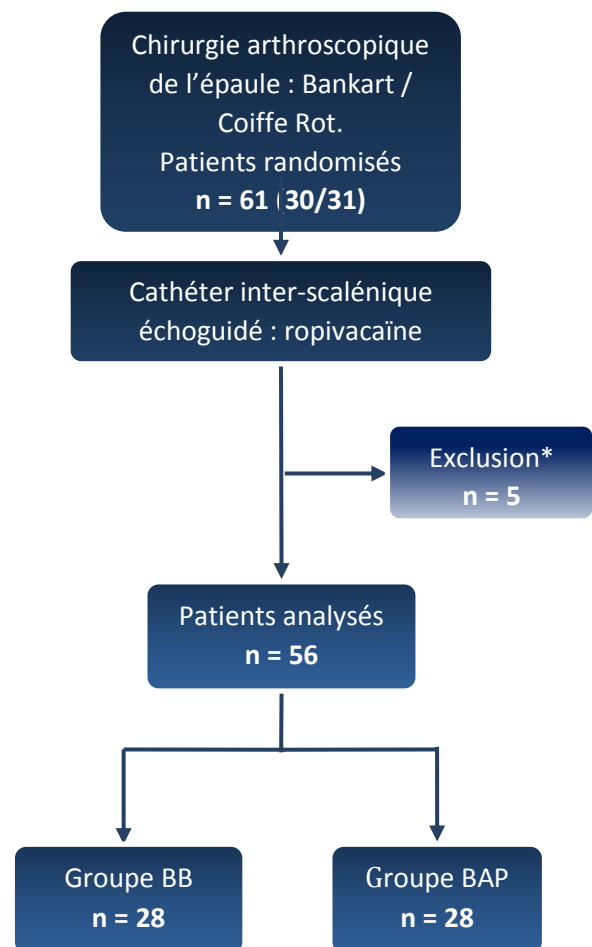 Chirurgie arthroscopique
de l’épaule : Bankart /
Coiffe Rot.
Patients randomisés
n = 61 (30/31)
Cathéter inter-scalénique
échoguidé : ropivacaïne
Exclusion*
n = 5
Patients analysés
n = 56
Groupe BB
n = 28
Groupe BAP
n = 28